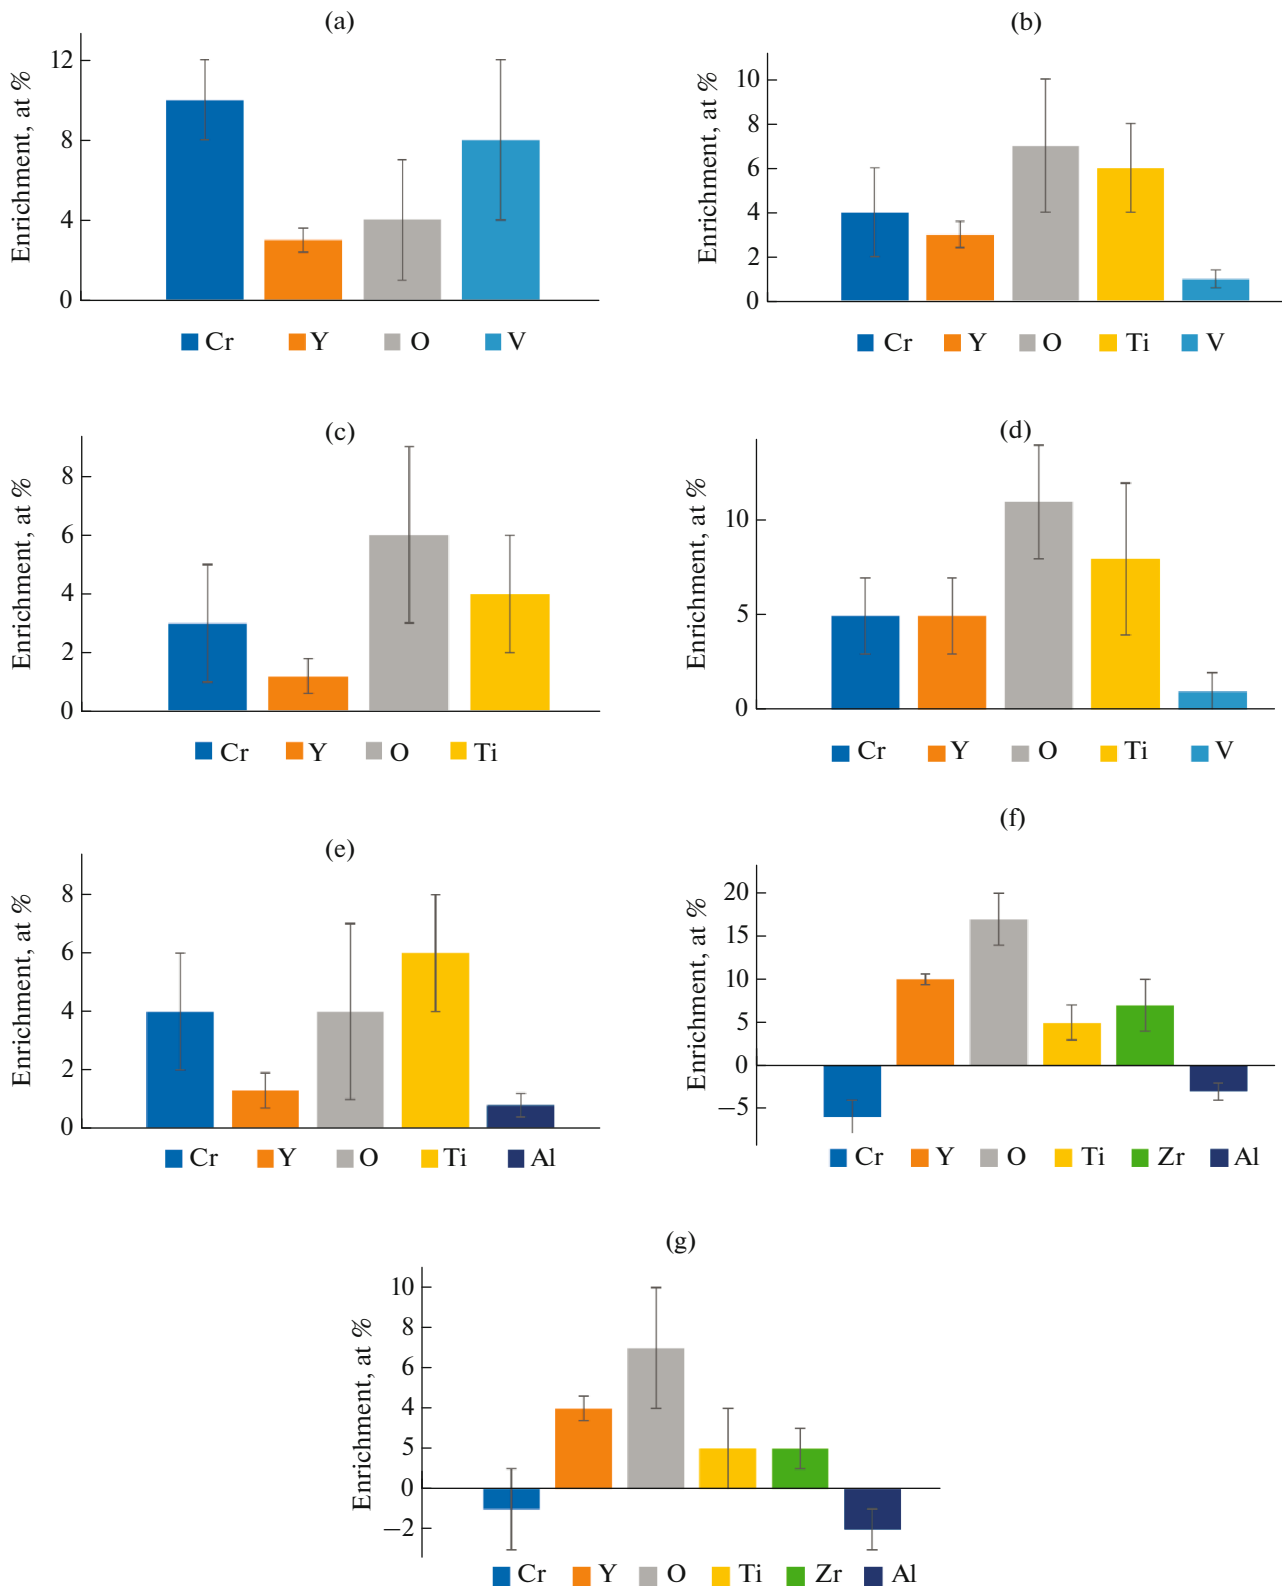 (a)
Enrichment, at %
12
8
4
0
Cr Y O V
(b)
Enrichment, at %
10
8
6
4
2
0
Cr Y O Ti V
(c)
Enrichment, at %
8
6
4
2
0
Cr Y O Ti
(d)
Enrichment, at %
10
5
0
Cr Y O Ti V
(e)
Enrichment, at %
8
6
4
2
0
Cr Y O Ti Al
(f)
Enrichment, at %
20
15
10
5
0
−5
Cr Y O Ti Zr Al
(g)
Enrichment, at %
10
8
6
4
5
0
−2
Cr Y O Ti Zr Al